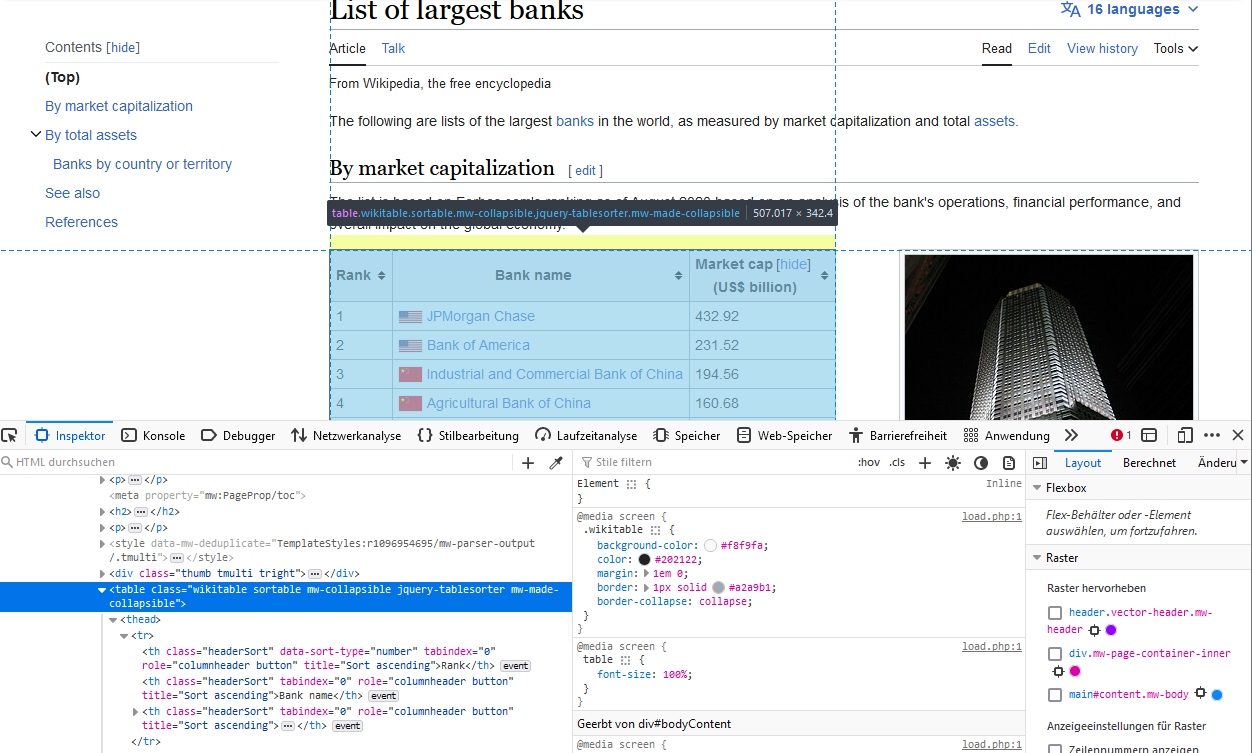 List of largest banks
16 languages
Contents [hide]
Article Talk Read Edit View history Tools
(Top)
From Wikipedia, the free encyclopedia
By market capitalization
The following are lists of the largest banks in the world, as measured by market capitalization and total assets.
By total assets
Banks by country or territory
By market capitalization [ edit ]
See also
of the bank's operations, financial performance, and
table.wikitable.sortable.mw-collapsible.jquery-tablesorter.mw-made-collapsible 507.017 × 342.4
References
overall impact on the global economy.
Rank Bank name Market cap [hide]
(US$ billion)
1 JPMorgan Chase 432.92
2 Bank of America 231.52
3 Industrial and Commercial Bank of China 194.56
4 Agricultural Bank of China 160.68
Inspektor Konsole Debugger Netzwerkanalyse Stilbearbeitung Laufzeitanalyse Speicher Web-Speicher Barrierefreiheit Anwendung 1
HTML durchsuchen
<p> </p>
<meta property="mw:PageProp/toc">
<h2> </h2>
<p> </p>
<style data-mw-deduplicate="TemplateStyles:r1096954695/mw-parser-output
/.tmulti"> </style>
<div class="thumb tmulti tright"> </div>
<table class="wikitable sortable mw-collapsible jquery-tablesorter mw-made-
collapsible">
<thead>
<tr>
<th class="headerSort" data-sort-type="number" tabindex="0"
role="columnheader button" title="Sort ascending">Rank</th> event
<th class="headerSort" tabindex="0" role="columnheader button"
title="Sort ascending">Bank name</th> event
<th class="headerSort" tabindex="0" role="columnheader button"
title="Sort ascending"> </th> event
</tr>
Stile filtern :hov .cls
Element { Inline
}
@media screen { load.php:1
.wikitable {
background-color: #f8f9fa;
color: #202122;
margin: 1em 0;
border: 1px solid #a2a9b1;
border-collapse: collapse;
}
}
@media screen { load.php:1
table {
font-size: 100%;
}
}
Geerbt von div#bodyContent
@media screen { load.php:1
Layout Berechnet Änderu
Flexbox
Flex-Behälter oder -Element
auswählen, um fortzufahren.
Raster
Raster hervorheben
header.vector-header.mw-
header
div.mw-page-container-inner
main#content.mw-body
Anzeigeeinstellungen für Raster
Zeilennummern anzeigen